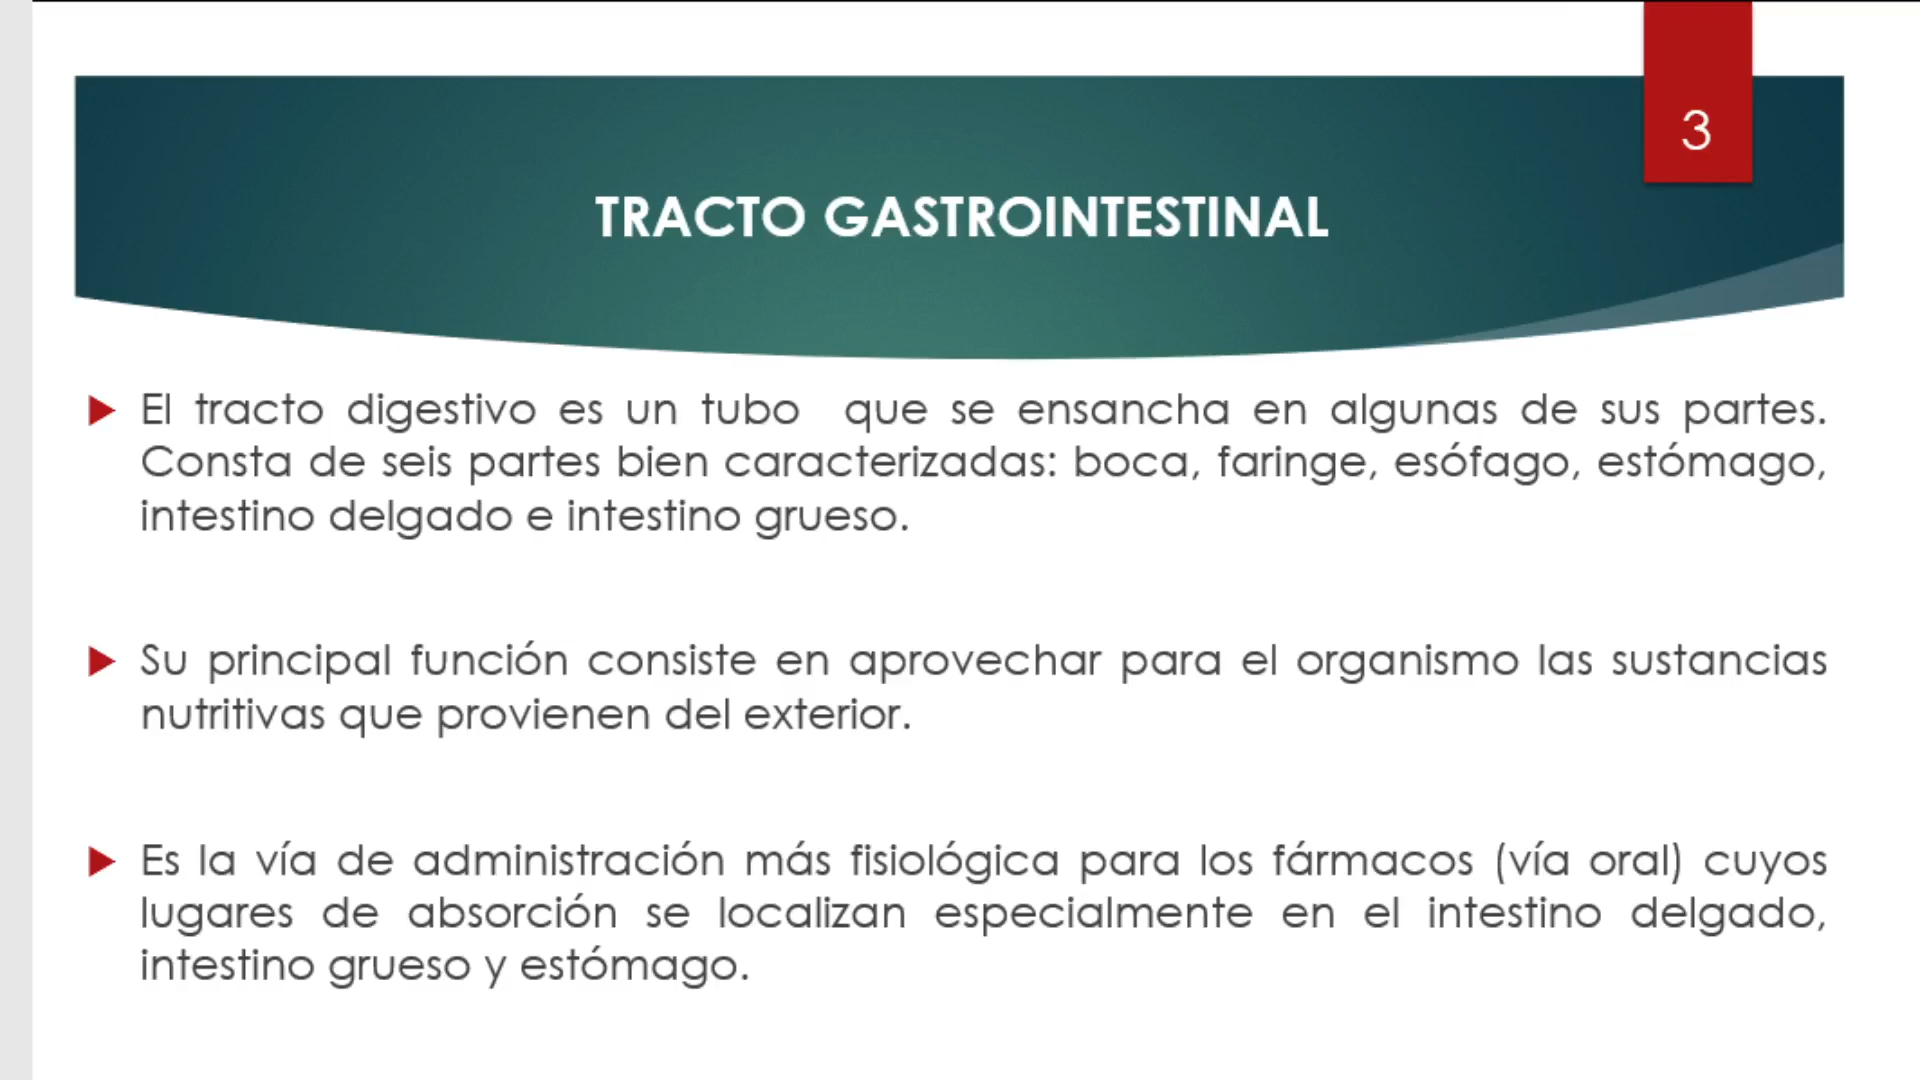 3
TRACTO GASTROINTESTINAL
El tracto digestivo es un tubo que se ensancha en algunas de sus partes.
Consta de seis partes bien caracterizadas: boca, faringe, esófago, estómago,
intestino delgado e intestino grueso.
Su principal función consiste en aprovechar para el organismo las sustancias
nutritivas que provienen del exterior.
Es la vía de administración más fisiológica para los fármacos (vía oral) cuyos
lugares de absorción se localizan especialmente en el intestino delgado,
intestino grueso y estómago.